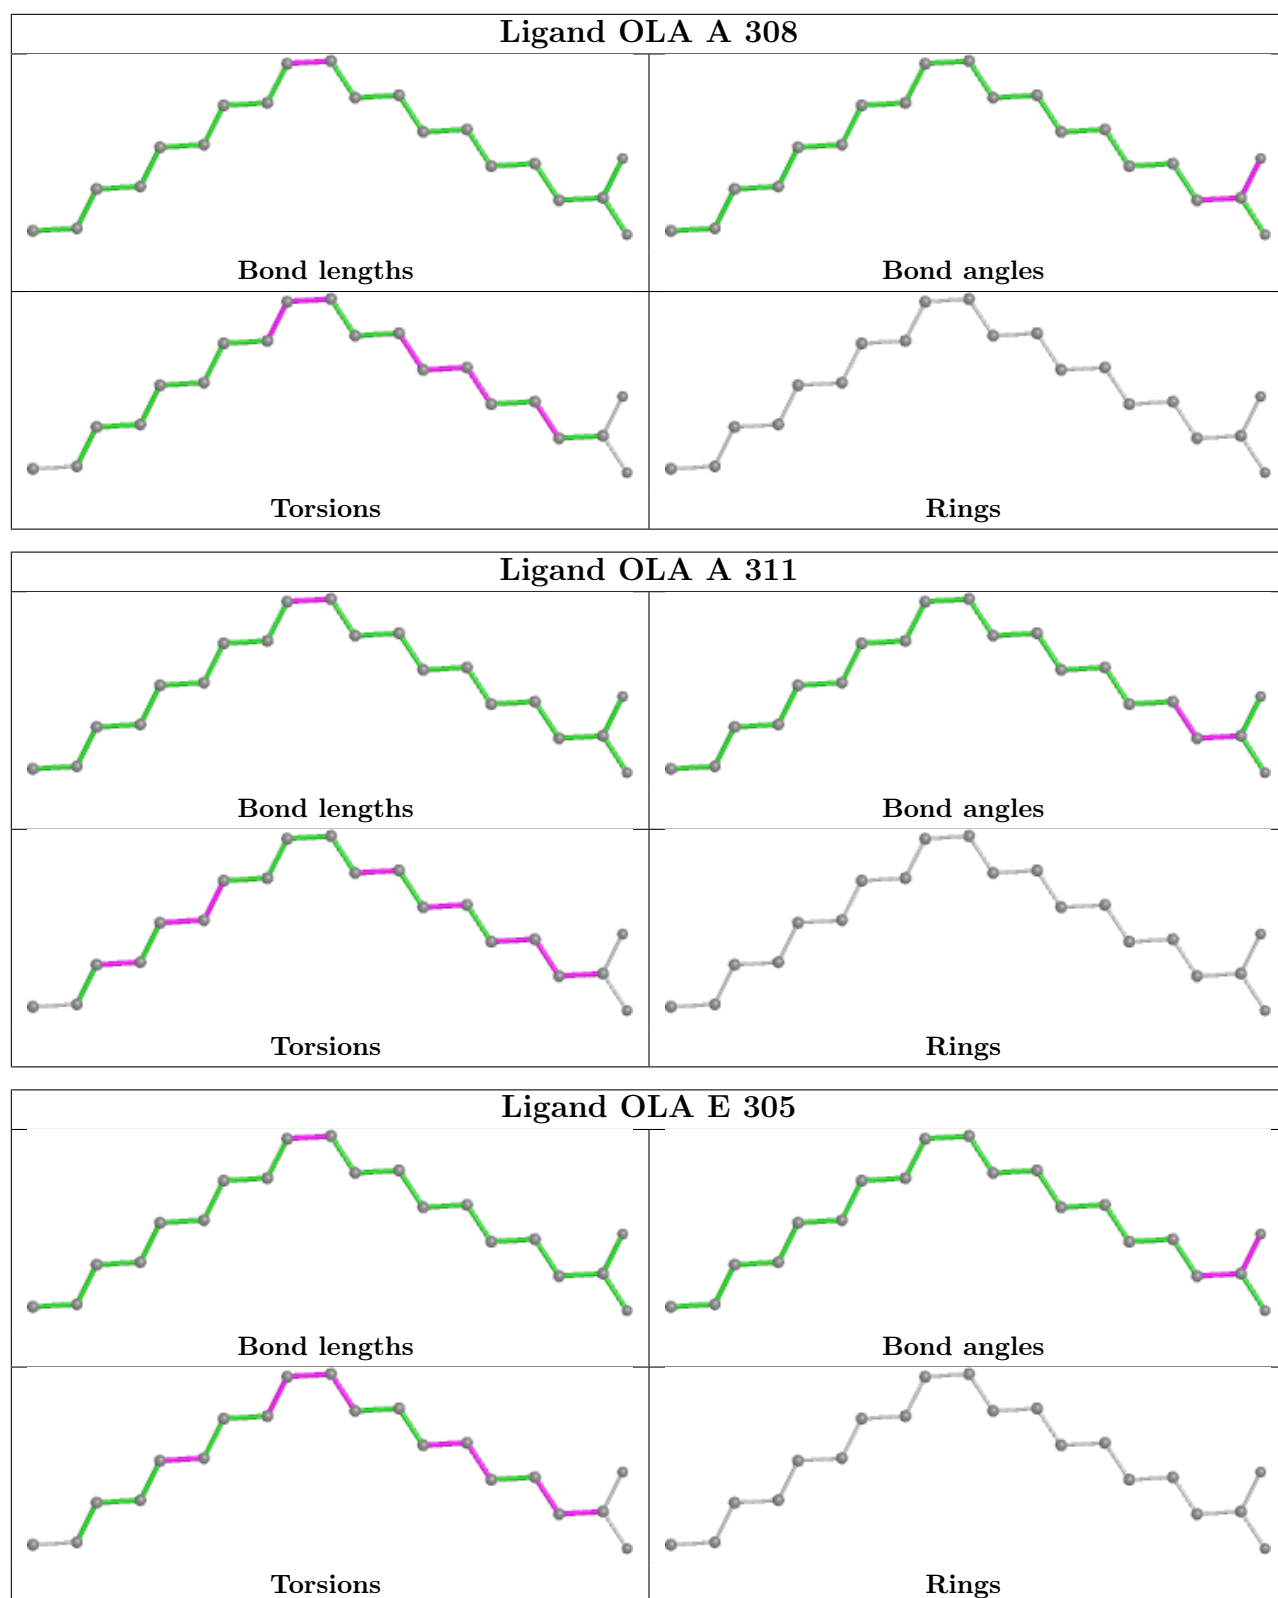 Ligand OLA A 308
Bond lengths
Bond angles
Torsions
Rings
Ligand OLA A 311
Bond lengths
Bond angles
Torsions
Rings
Ligand OLA E 305
Bond lengths
Bond angles
Torsions
Rings